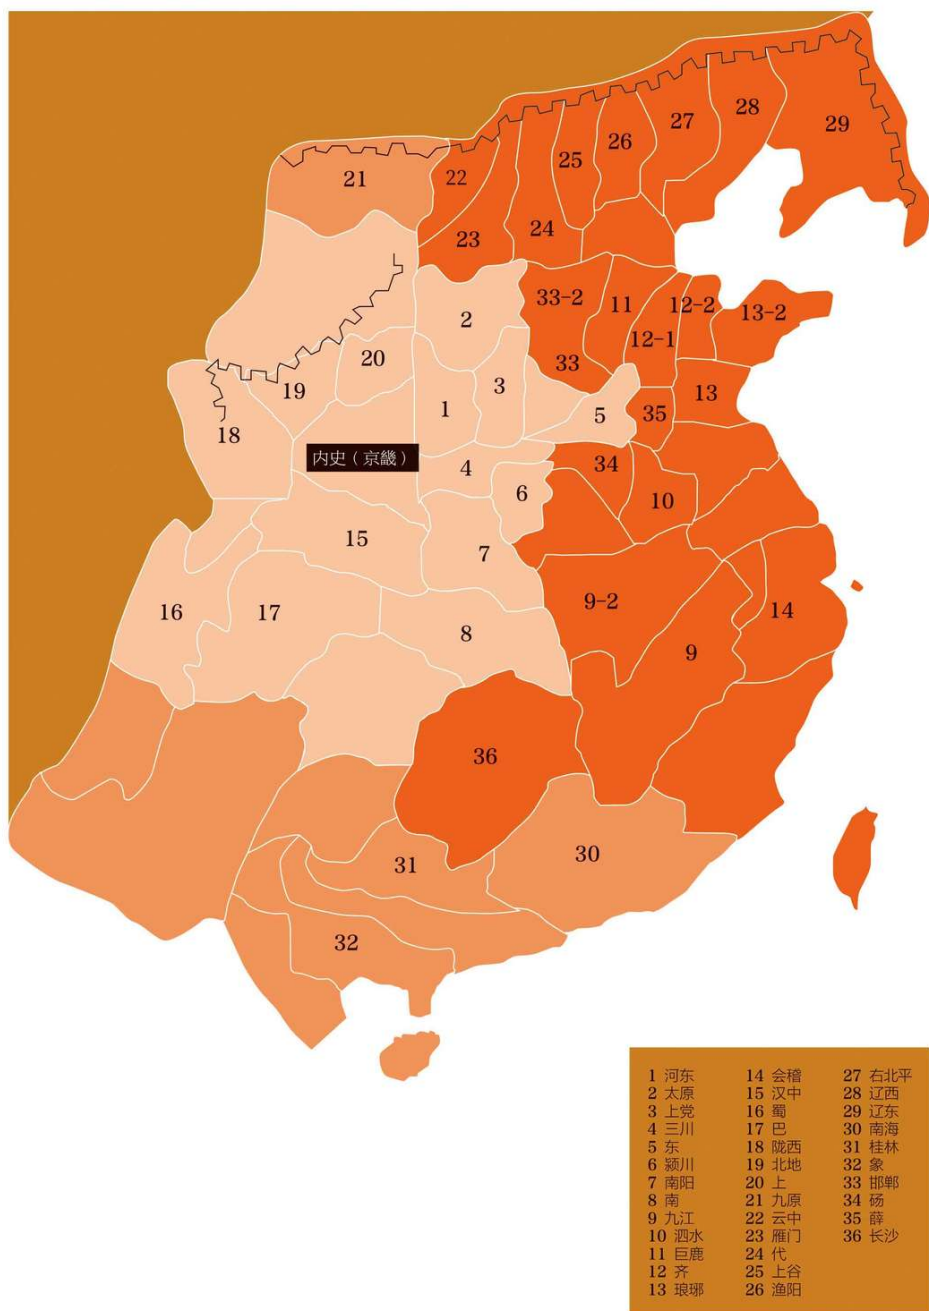 28
27
29
26
25
21
22
24
23
33-2
11
12-2
13-2
2
12-1
20
33
3
19
13
1
5
35
18
内史（京畿）
4
34
6
10
15
7
9-2
16
17
14
8
9
36
31
30
32
1 河东
2 太原
3 上党
4 三川
5 东
6 颍川
7 南阳
8 南
9 九江
10 泗水
11 巨鹿
12 齐
13 琅琊
14 会稽
15 汉中
16 蜀
17 巴
18 陇西
19 北地
20 上
21 九原
22 云中
23 雁门
24 代
25 上谷
26 渔阳
27 右北平
28 辽西
29 辽东
30 南海
31 桂林
32 象
33 邯郸
34 砀
35 薛
36 长沙